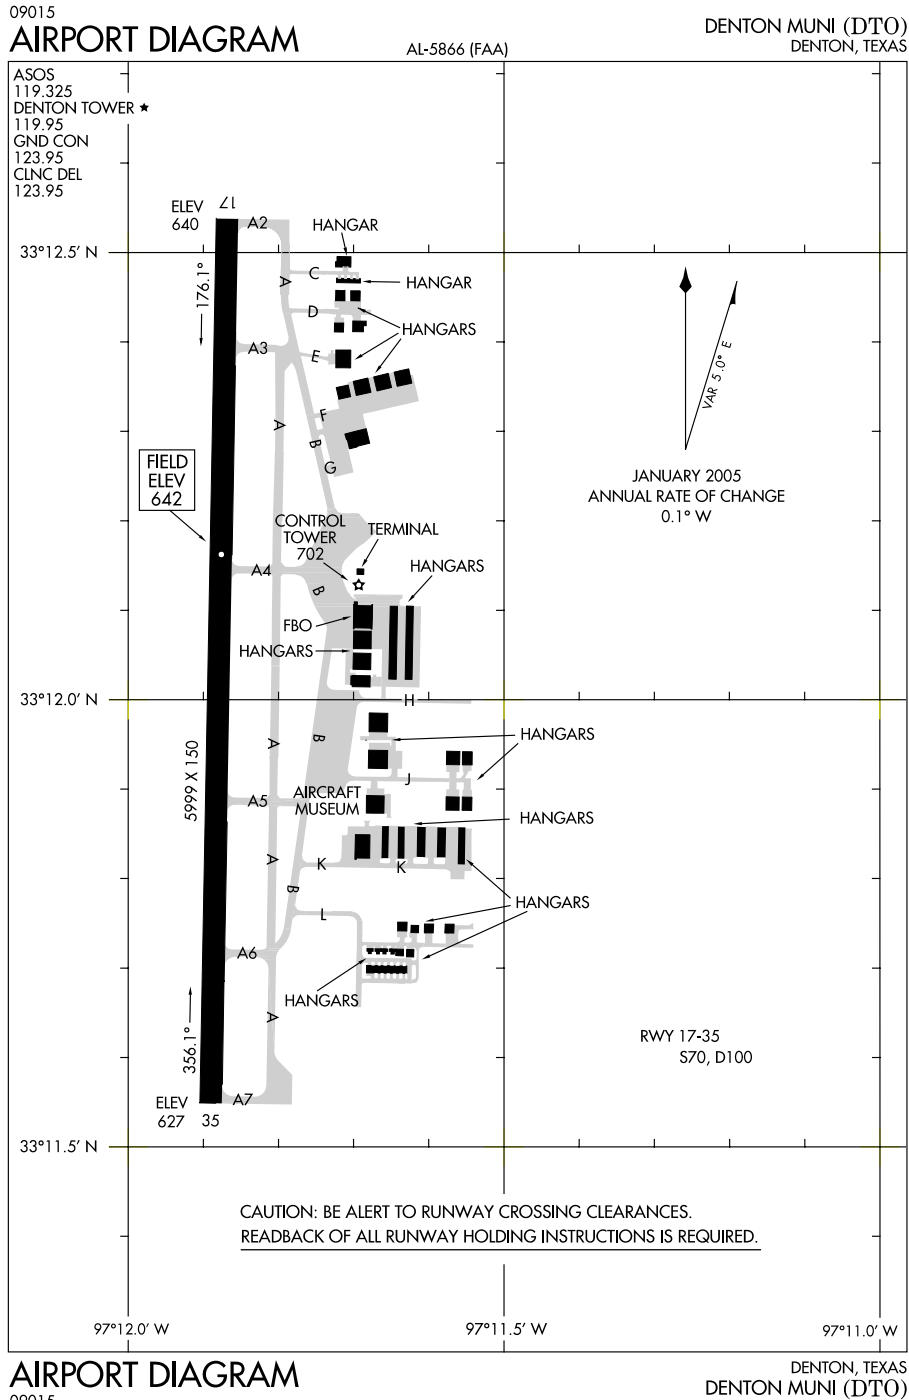 09015
AIRPORT DIAGRAM
AL-5866 (FAA)
DENTON MUNI (DTO)
DENTON, TEXAS
ASOS
119.325
DENTON TOWER ★
119.95
GND CON
123.95
CLNC DEL
123.95
ELEV
640
17
A2
HANGAR
33°12.5' N
176.1°
A
C
HANGAR
D
HANGARS
A3
E
VAR 5.0° E
A
F
B
G
FIELD
ELEV
642
JANUARY 2005
ANNUAL RATE OF CHANGE
0.1° W
CONTROL
TOWER
702
TERMINAL
HANGARS
A4
B
FBO
HANGARS
33°12.0' N
H
5999 X 150
A
B
HANGARS
J
A5
AIRCRAFT
MUSEUM
HANGARS
A
K
K
B
L
HANGARS
A6
HANGARS
356.1°
A
RWY 17-35
S70, D100
ELEV
627
35
A7
33°11.5' N
CAUTION: BE ALERT TO RUNWAY CROSSING CLEARANCES.
READBACK OF ALL RUNWAY HOLDING INSTRUCTIONS IS REQUIRED.
97°12.0' W
97°11.5' W
97°11.0' W
AIRPORT DIAGRAM
DENTON, TEXAS
DENTON MUNI (DTO)
09015